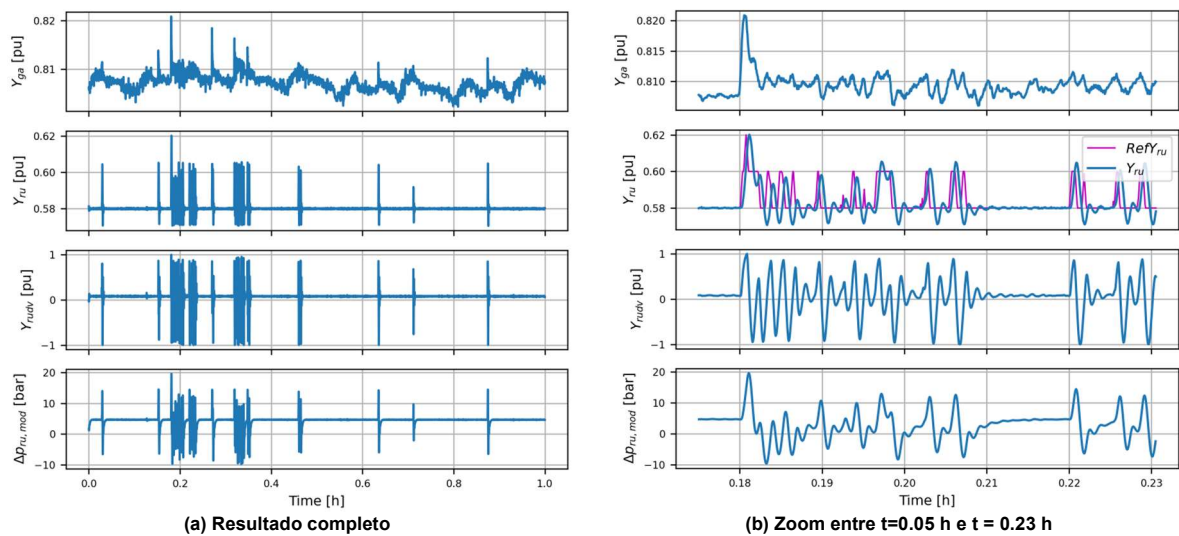 0.82
0.81
Y_ga [pu]
0.62
0.60
0.58
Y_ru [pu]
1
0
−1
Y_rudv [pu]
20
10
0
−10
Δp_ru, mod [bar]
0.0 0.2 0.4 0.6 0.8 1.0
Time [h]
(a) Resultado completo
0.820
0.815
0.810
Y_ga [pu]
0.62
0.60
0.58
Y_ru [pu]
RefY_ru
Y_ru
1
0
−1
Y_rudv [pu]
20
10
0
−10
Δp_ru, mod [bar]
0.18 0.19 0.20 0.21 0.22 0.23
Time [h]
(b) Zoom entre t=0.05 h e t = 0.23 h